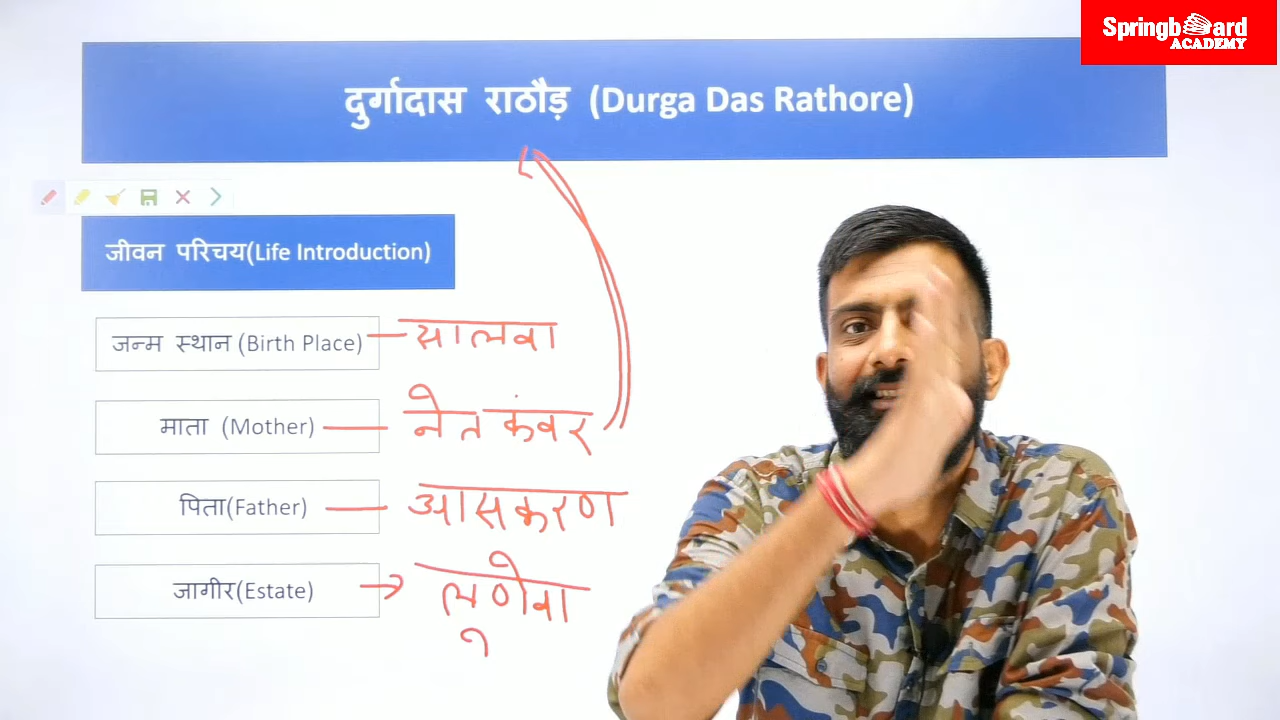 Springboard
ACADEMY
दुर्गादास राठौड़ (Durga Das Rathore)
जीवन परिचय(Life Introduction)
जन्म स्थान (Birth Place) सालवा
माता (Mother) नेत कंवर
पिता(Father) आसकरण
जागीर(Estate) लूणेवा